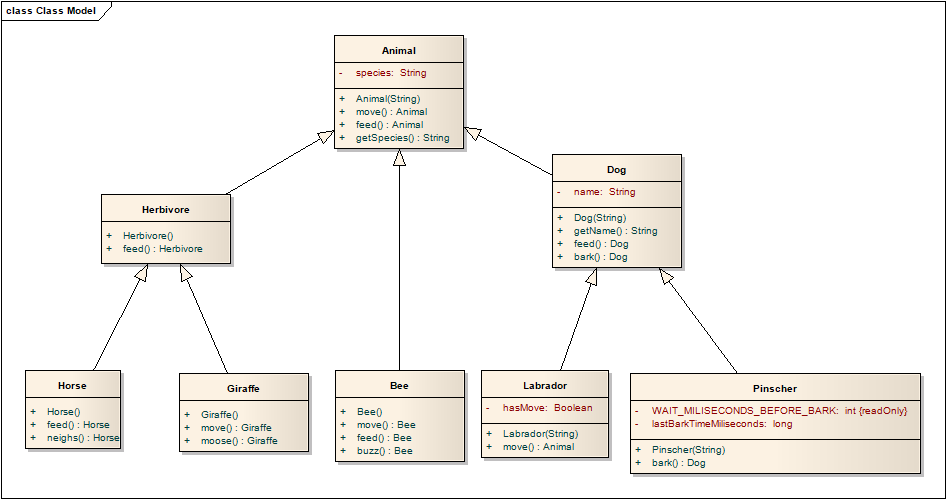 class Class Model
Animal
- species: String
+ Animal(String)
+ move() : Animal
+ feed() : Animal
+ getSpecies() : String
Dog
- name: String
+ Dog(String)
+ getName() : String
+ feed() : Dog
+ bark() : Dog
Herbivore
+ Herbivore()
+ feed() : Herbivore
Horse
+ Horse()
+ feed() : Horse
+ neighs() : Horse
Giraffe
+ Giraffe()
+ move() : Giraffe
+ moose() : Giraffe
Bee
+ Bee()
+ move() : Bee
+ feed() : Bee
+ buzz() : Bee
Labrador
- hasMove: Boolean
+ Labrador(String)
+ move() : Animal
Pinscher
- WAIT_MILISECONDS_BEFORE_BARK: int {readOnly}
- lastBarkTimeMiliseconds: long
+ Pinscher(String)
+ bark() : Dog